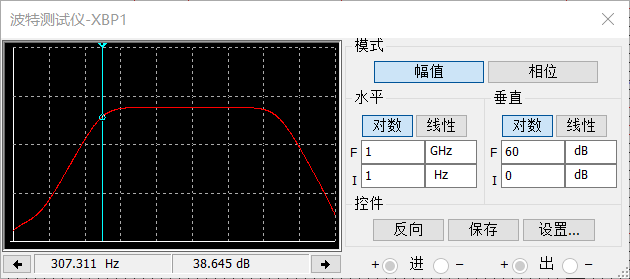 波特测试仪-XBP1
模式
幅值 相位
水平 垂直
对数 线性 对数 线性
F 1 GHz F 60 dB
I 1 Hz I 0 dB
控件
反向 保存 设置...
307.311 Hz 38.645 dB
+ 进 − + 出 −